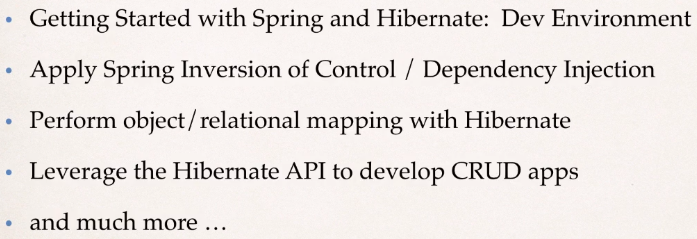 • Getting Started with Spring and Hibernate: Dev Environment
• Apply Spring Inversion of Control / Dependency Injection
• Perform object/relational mapping with Hibernate
• Leverage the Hibernate API to develop CRUD apps
• and much more …